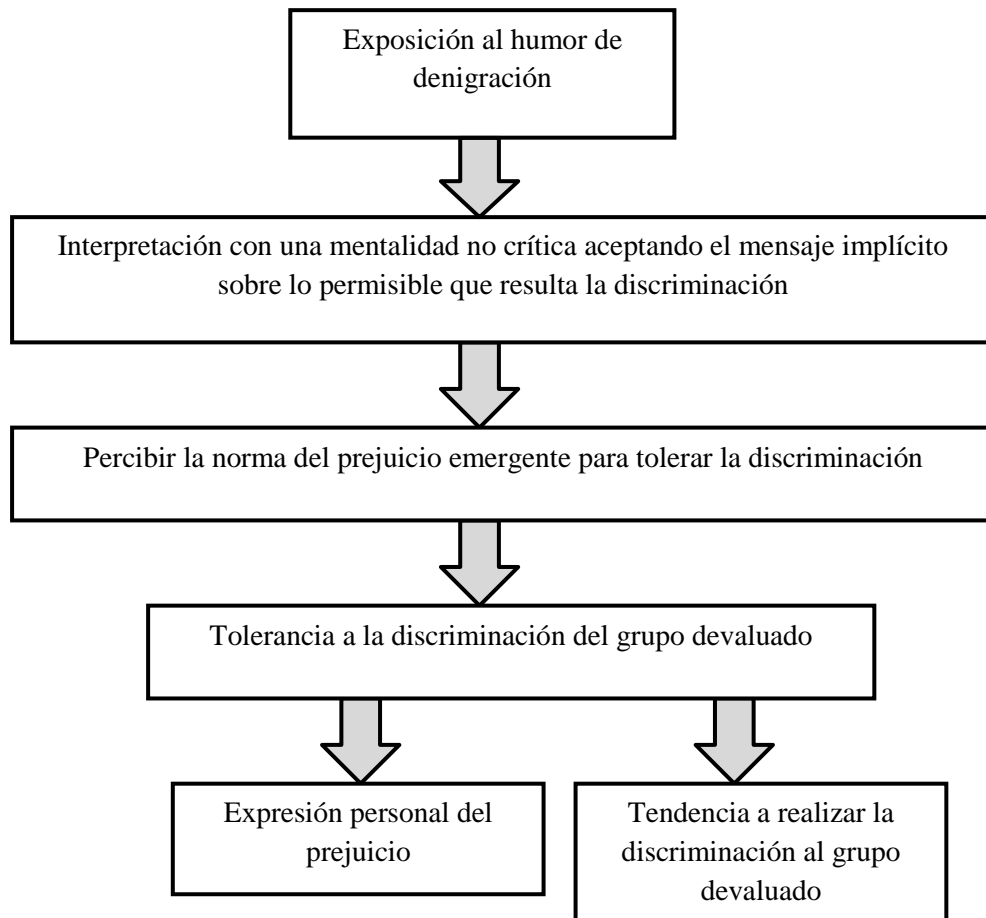 Exposición al humor de
denigración
Interpretación con una mentalidad no crítica aceptando el mensaje implícito
sobre lo permisible que resulta la discriminación
Percibir la norma del prejuicio emergente para tolerar la discriminación
Tolerancia a la discriminación del grupo devaluado
Expresión personal del
prejuicio
Tendencia a realizar la
discriminación al grupo
devaluado